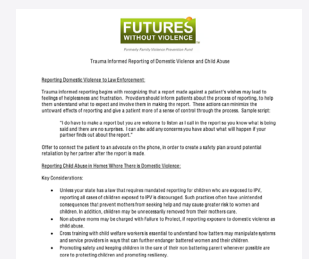 FUTURES
WITHOUT VIOLENCE
Formerly Family Violence Prevention Fund
Trauma Informed Reporting of Domestic Violence and Child Abuse
Reporting Domestic Violence to Law Enforcement:
Trauma informed reporting begins with recognizing that a report made against a patient's wishes may lead to
feelings of helplessness and frustration. Providers should inform patients about the process of reporting, to help
them understand what to expect and involve them in making the report. These actions can minimize the
untoward effects of reporting and give a patient more of a sense of control through the process. Sample script:
"I do have to make a report but you are welcome to listen as I call in the report so you know what is being
said and there are no surprises. I can also add any concerns you have about what will happen if your
partner finds out about the report."
Offer to connect the patient to an advocate on the phone, in order to create a safety plan around potential
retaliation by her partner after the report is made.
Reporting Child Abuse in Homes Where There is Domestic Violence:
Key Considerations:
• Unless your state has a law that requires mandated reporting for children who are exposed to IPV,
reporting all cases of children exposed to IPV is discouraged. Such practices often have unintended
consequences that prevent mothers from seeking help and may cause greater risk to women and
children. In addition, children may be unnecessarily removed from their mothers care.
• Non abusive moms may be charged with Failure to Protect, if reporting exposure to domestic violence as
child abuse.
• Cross training with child welfare workers is essential to understand how batters may manipulate systems
and service providers in ways that can further endanger battered women and their children.
• Promoting safety and keeping children in the care of their non battering parent whenever possible are
core to protecting children and promoting resiliency.